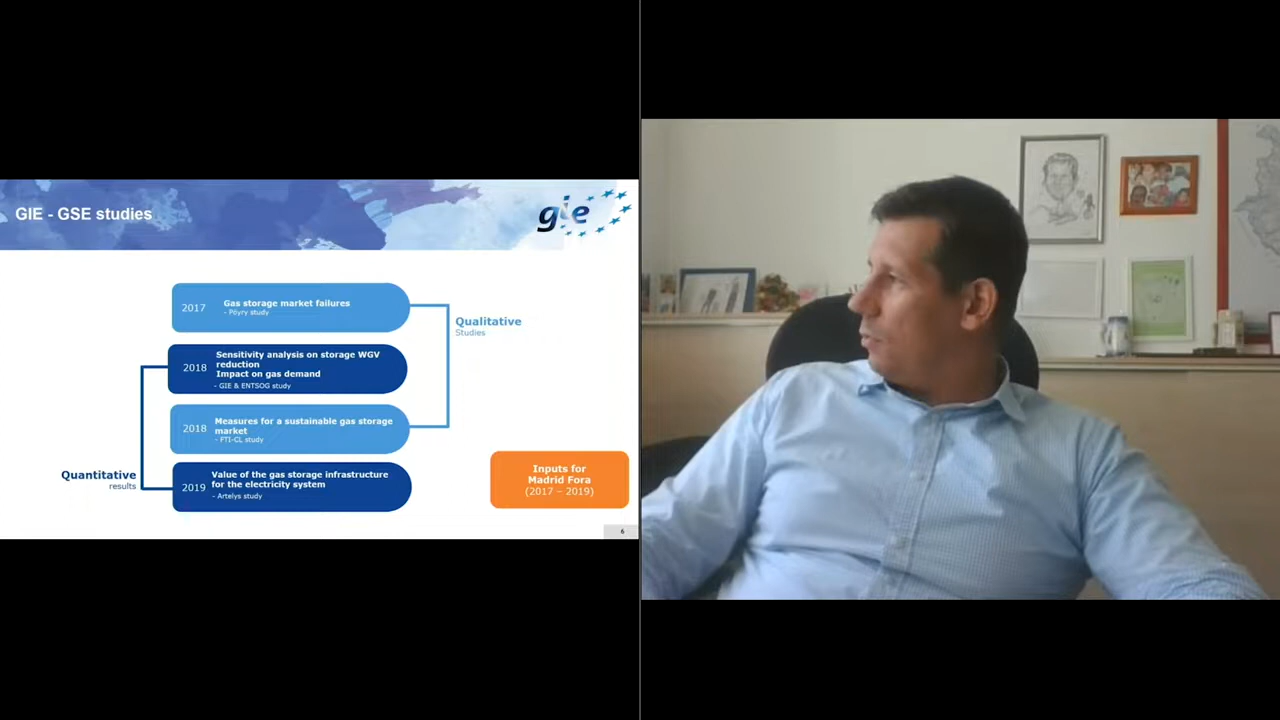 GIE - GSE studies
gie
2017
Gas storage market failures
- Pöyry study
Qualitative
Studies
2018
Sensitivity analysis on storage WGV
reduction
Impact on gas demand
- GIE & ENTSOG study
2018
Measures for a sustainable gas storage
market
- FTI-CL study
Quantitative
results
2019
Value of the gas storage infrastructure
for the electricity system
- Artelys study
Inputs for
Madrid Fora
(2017 – 2019)
6